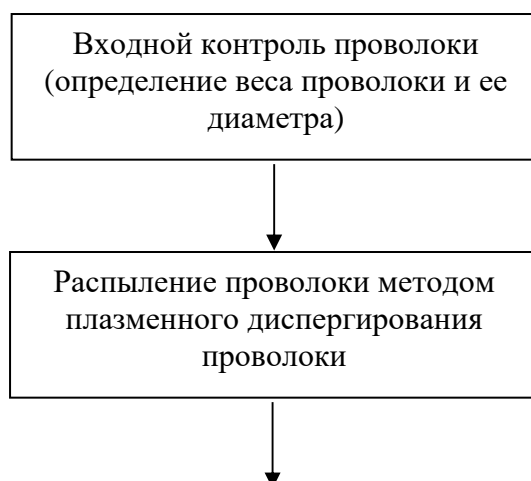 Входной контроль проволоки
(определение веса проволоки и ее
диаметра)
Распыление проволоки методом
плазменного диспергирования
проволоки